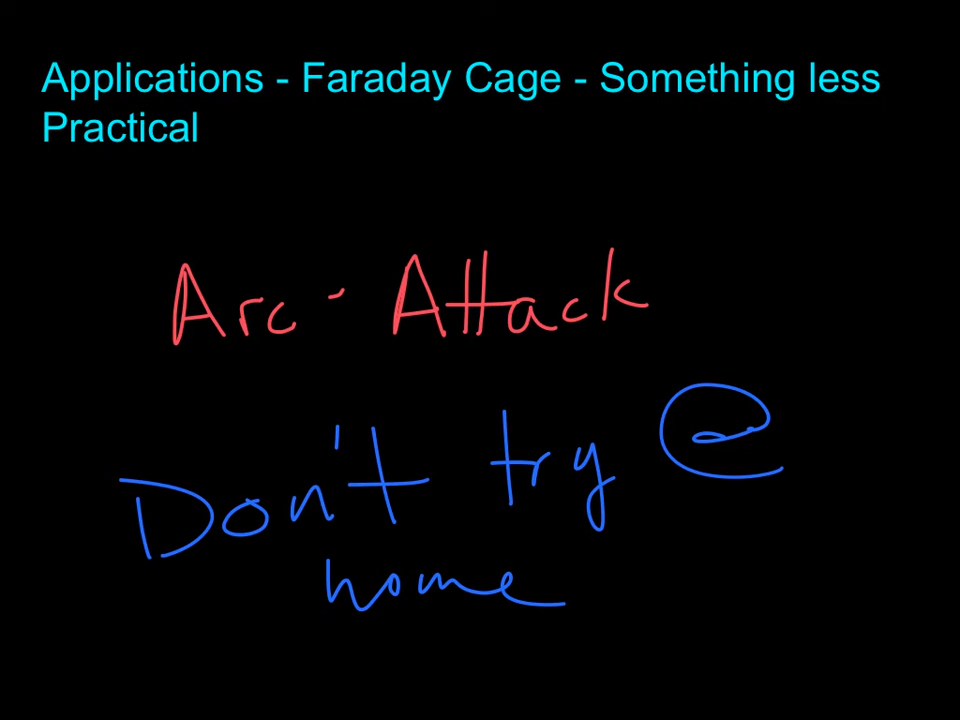 Applications - Faraday Cage - Something less
Practical
Arc - Attack
Don't try @
home